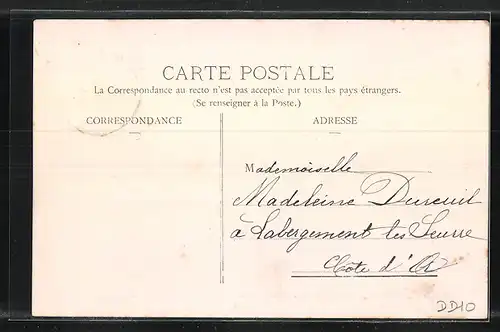 CARTE POSTALE
La Correspondance au recto n'est pas acceptée par tous les pays étrangers.
(Se renseigner à la Poste.)
CORRESPONDANCE
ADRESSE
Mademoiselle
Madeleine Dureuil
à Labergement les Seurre
Côte d'Or
DD10